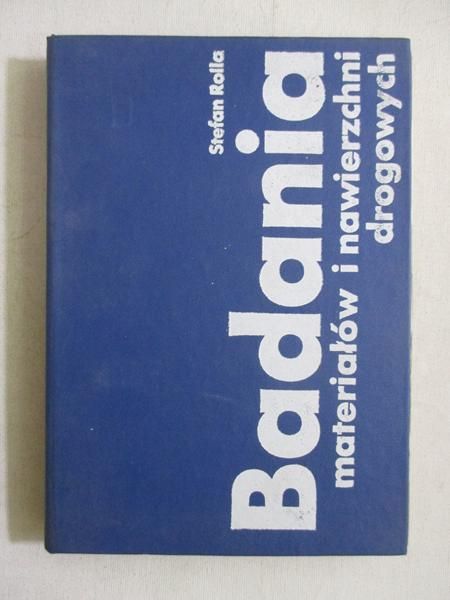 Stefan Rolla
Badania
materiałów i nawierzchni
drogowych